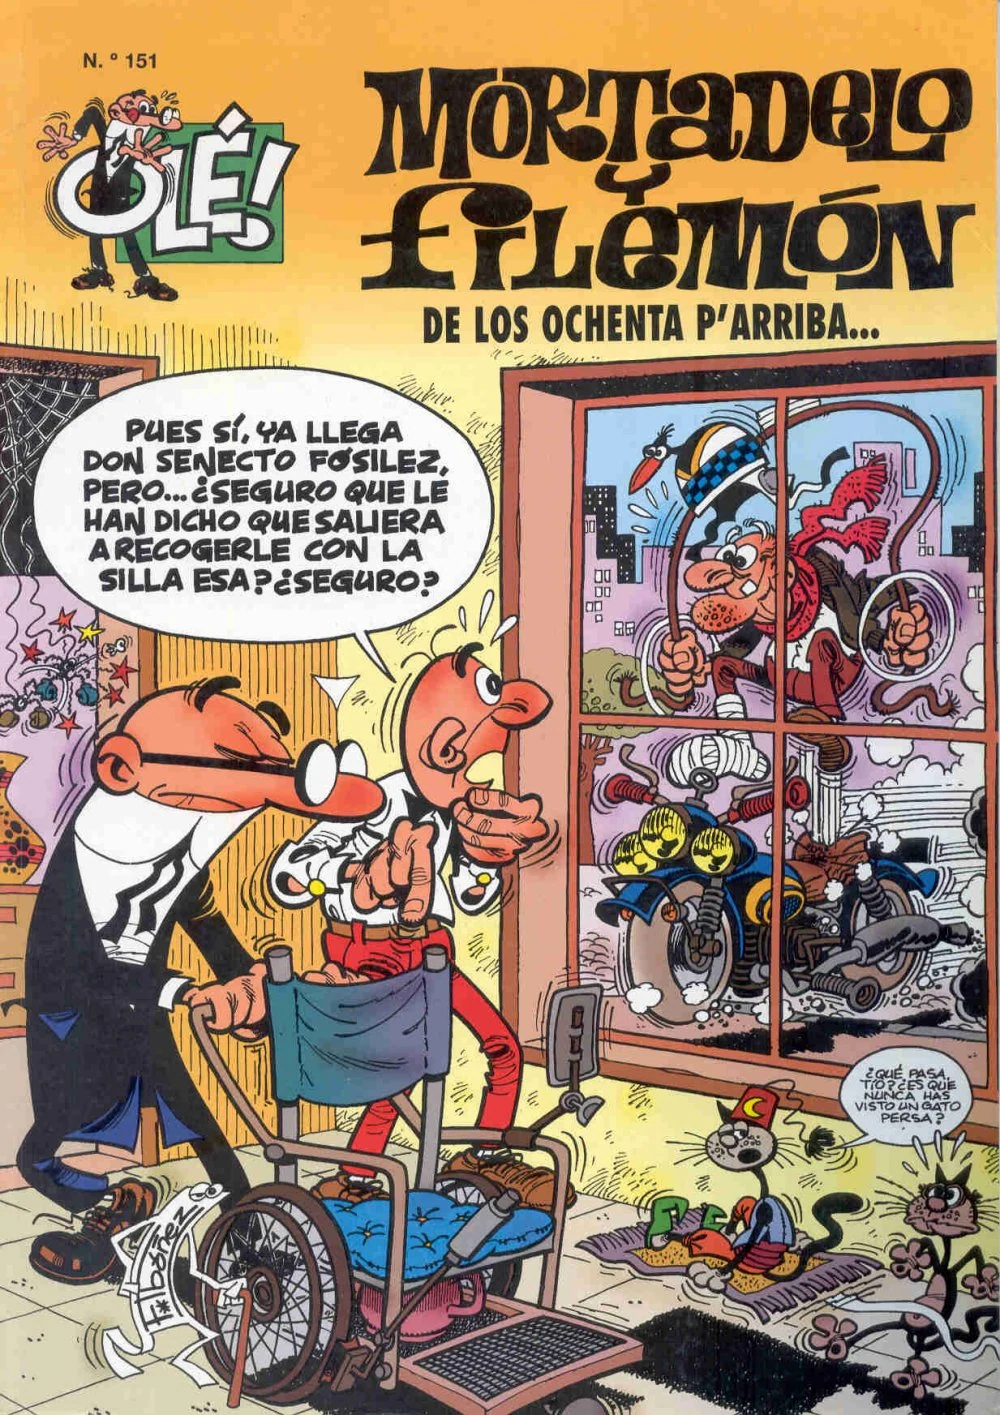 N.º 151
OLÉ!
MORTADELO
Y
FILEMÓN
DE LOS OCHENTA P'ARRIBA...
PUES SÍ, YA LLEGA
DON SENECTO FÓSILEZ,
PERO...¿SEGURO QUE LE
HAN DICHO QUE SALIERA
A RECOGERLE CON LA
SILLA ESA? ¿SEGURO?
¿QUÉ PASA,
TÍO? ¿ES QUE
NUNCA HAS
VISTO UN GATO
PERSA?
F*Ibáñez